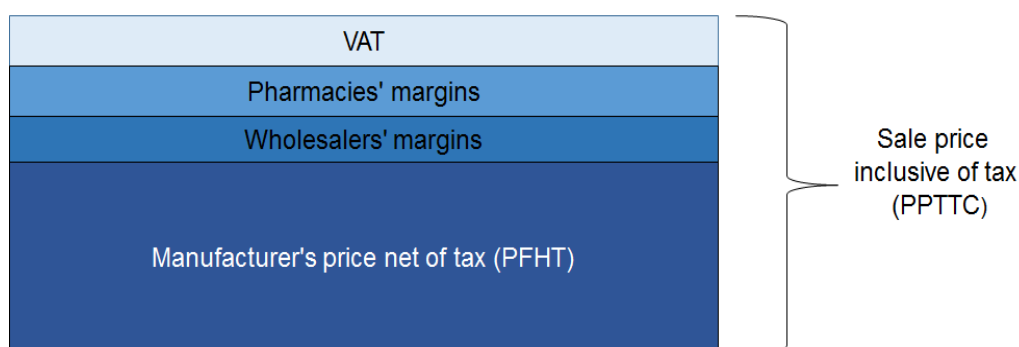 VAT
Pharmacies' margins
Wholesalers' margins
Manufacturer's price net of tax (PFHT)
Sale price
inclusive of tax
(PPTTC)